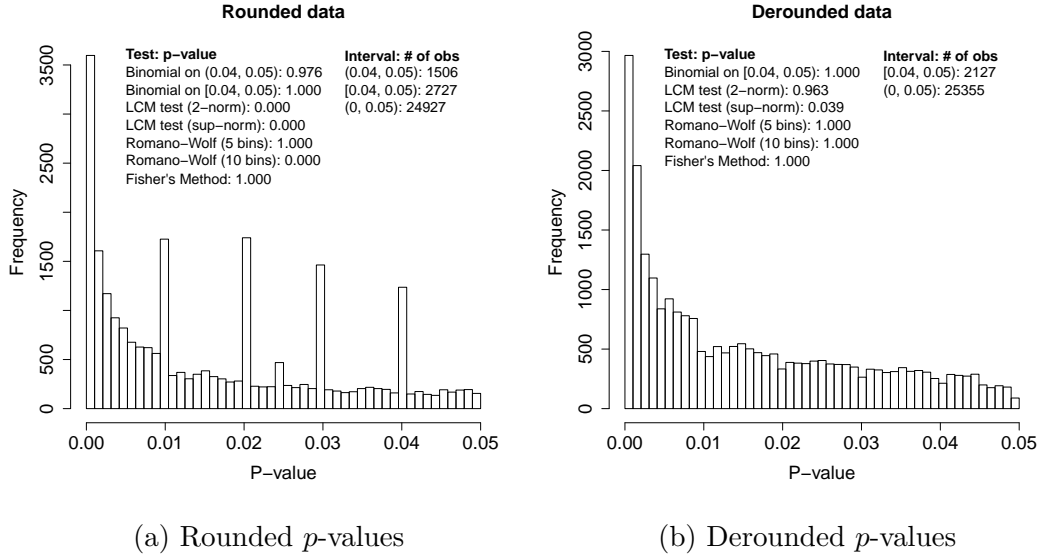 Rounded data
Test: p−value
Binomial on (0.04, 0.05): 0.976
Binomial on [0.04, 0.05): 1.000
LCM test (2−norm): 0.000
LCM test (sup−norm): 0.000
Romano−Wolf (5 bins): 1.000
Romano−Wolf (10 bins): 0.000
Fisher's Method: 1.000
Interval: # of obs
(0.04, 0.05): 1506
[0.04, 0.05): 2727
(0, 0.05): 24927
Frequency
3500
2500
1500
500
0
0.00 0.01 0.02 0.03 0.04 0.05
P−value
(a) Rounded p-values
Derounded data
Test: p−value
Binomial on [0.04, 0.05): 1.000
LCM test (2−norm): 0.963
LCM test (sup−norm): 0.039
Romano−Wolf (5 bins): 1.000
Romano−Wolf (10 bins): 1.000
Fisher's Method: 1.000
Interval: # of obs
[0.04, 0.05): 2127
(0, 0.05): 25355
Frequency
3000
2500
2000
1500
1000
500
0
0.00 0.01 0.02 0.03 0.04 0.05
P−value
(b) Derounded p-values